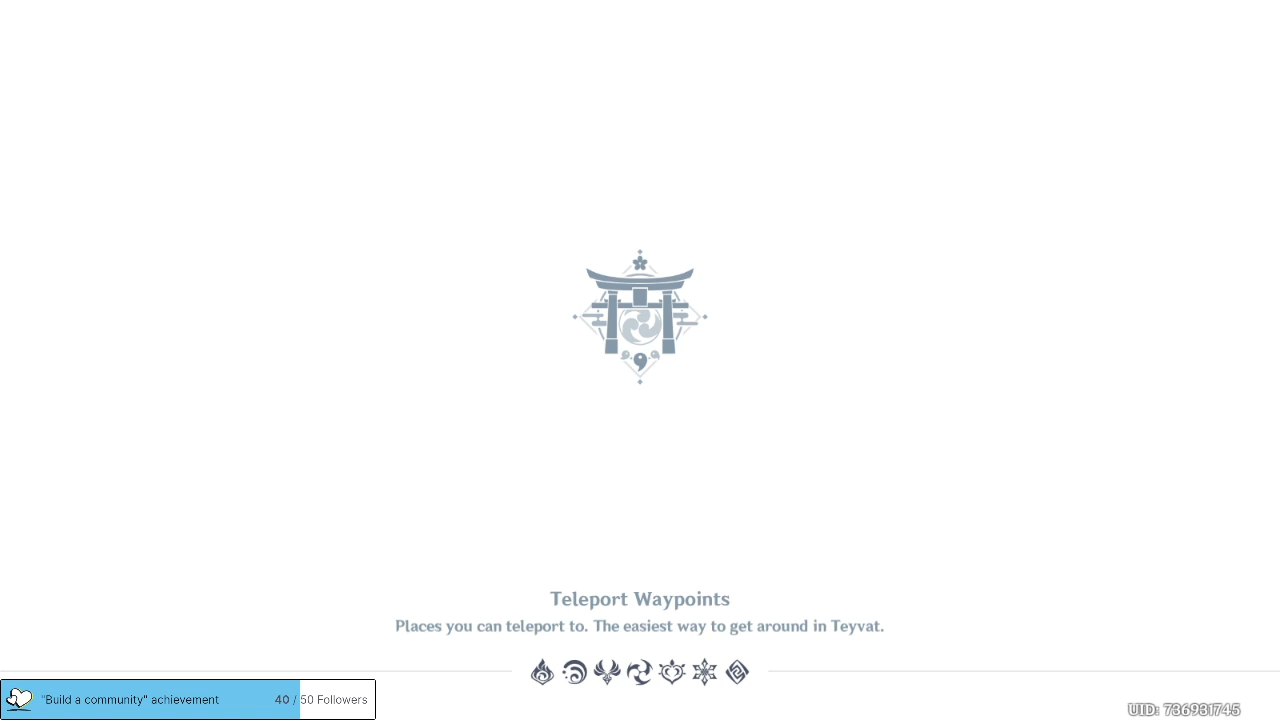 Teleport Waypoints
Places you can teleport to. The easiest way to get around in Teyvat.
"Build a community" achievement 40 / 50 Followers
UID: 736931745